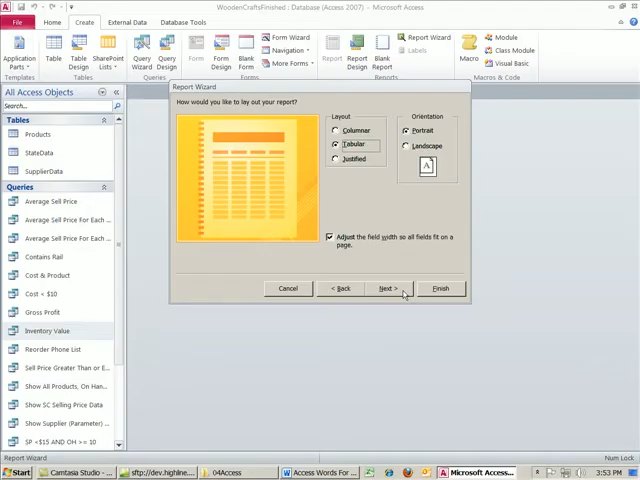 WoodenCraftsFinished : Database (Access 2007) - Microsoft Access
File Home Create External Data Database Tools
Application Parts
Templates
Table
Table Design
SharePoint Lists
Tables
Query Wizard
Query Design
Queries
Form
Form Design
Blank Form
Form Wizard
Navigation
More Forms
Forms
Report
Report Design
Blank Report
Report Wizard
Labels
Reports
Macro
Module
Class Module
Visual Basic
Macros & Code
All Access Objects
Search...
Tables
Products
StateData
SupplierData
Queries
Average Sell Price
Average Sell Price For Each ...
Average Sell Price For Each ...
Contains Rail
Cost & Product
Cost < $10
Gross Profit
Inventory Value
Reorder Phone List
Sell Price Greater Than or E...
Show All Products, On Han...
Show SC Selling Price Data
Show Supplier (Parameter) ...
SP <$15 AND OH >= 10
Report Wizard
How would you like to lay out your report?
Layout
Columnar
Tabular
Justified
Orientation
Portrait
Landscape
A
Adjust the field width so all fields fit on a
page.
Cancel
< Back
Next >
Finish
Report Wizard
Num Lock
Start
Camtasia Studio - ...
sftp://dev.highline...
04Access
Access Words For ...
Microsoft Access...
3:53 PM